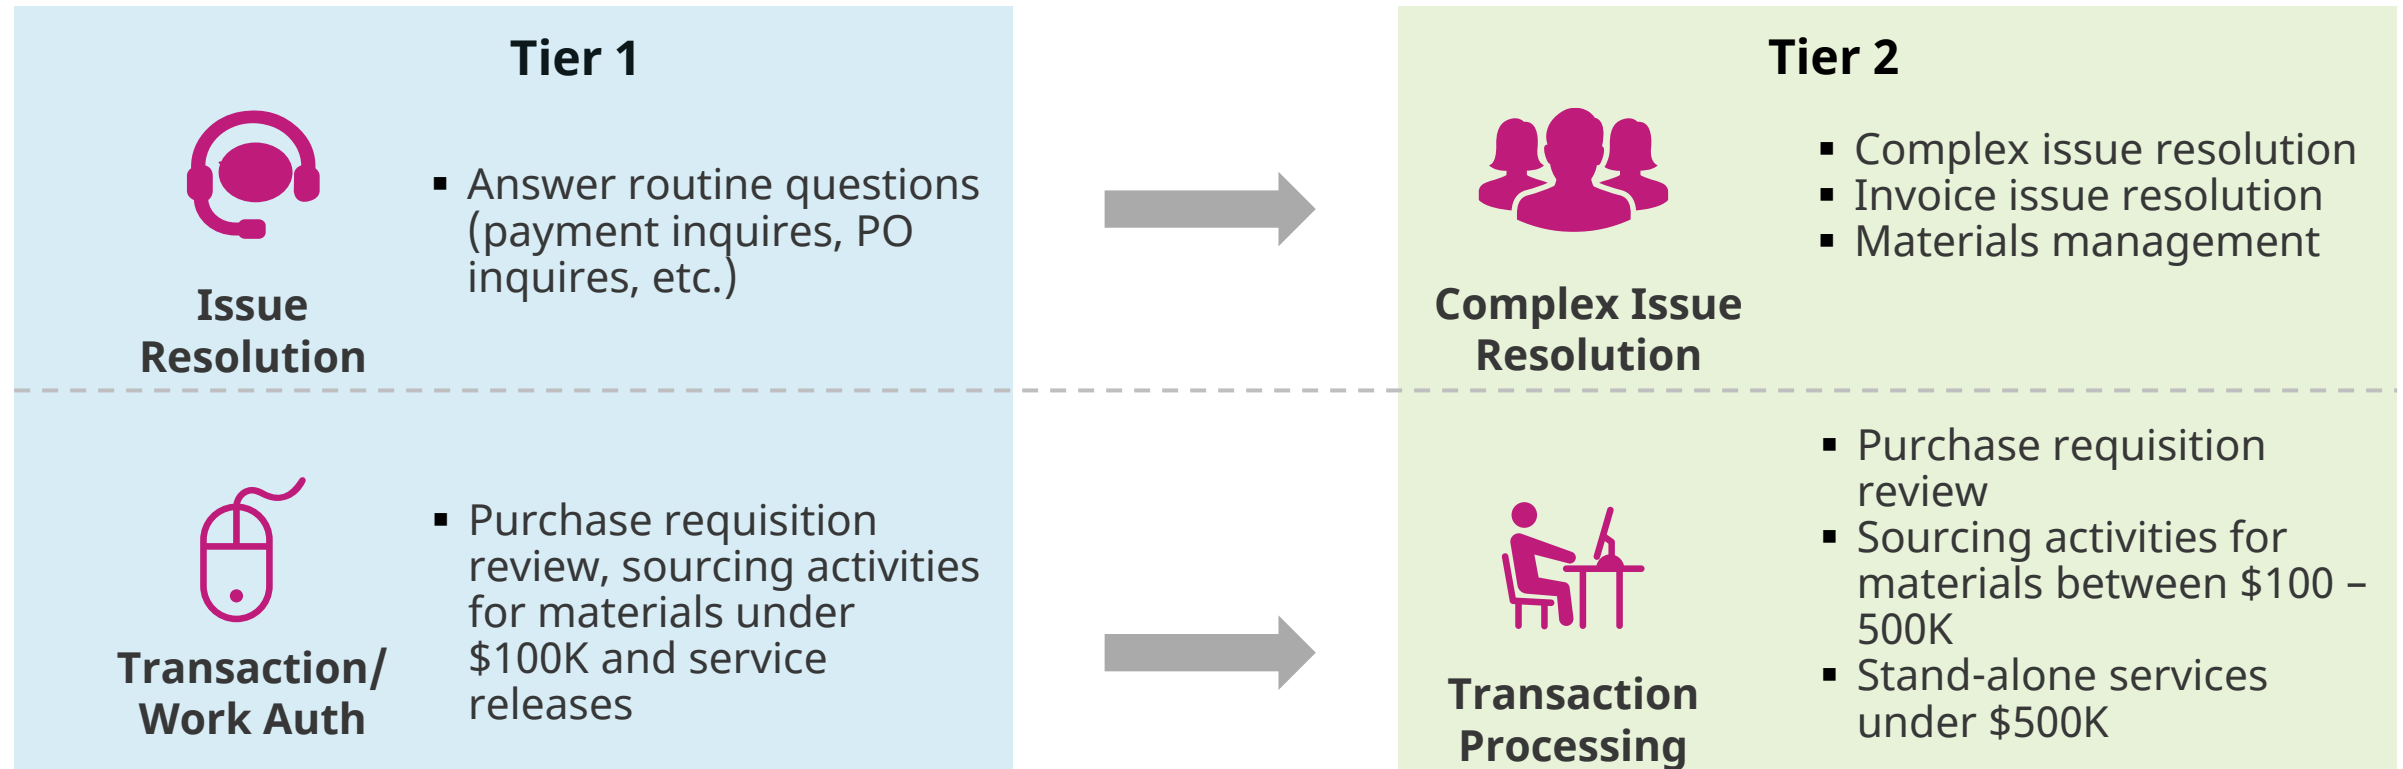 Tier 1
▪ Answer routine questions
(payment inquires, PO
inquires, etc.)
Issue
Resolution
▪ Purchase requisition
review, sourcing activities
for materials under
$100K and service
releases
Transaction/
Work Auth
Tier 2
▪ Complex issue resolution
▪ Invoice issue resolution
▪ Materials management
Complex Issue
Resolution
▪ Purchase requisition
review
▪ Sourcing activities for
materials between $100 –
500K
▪ Stand-alone services
under $500K
Transaction
Processing